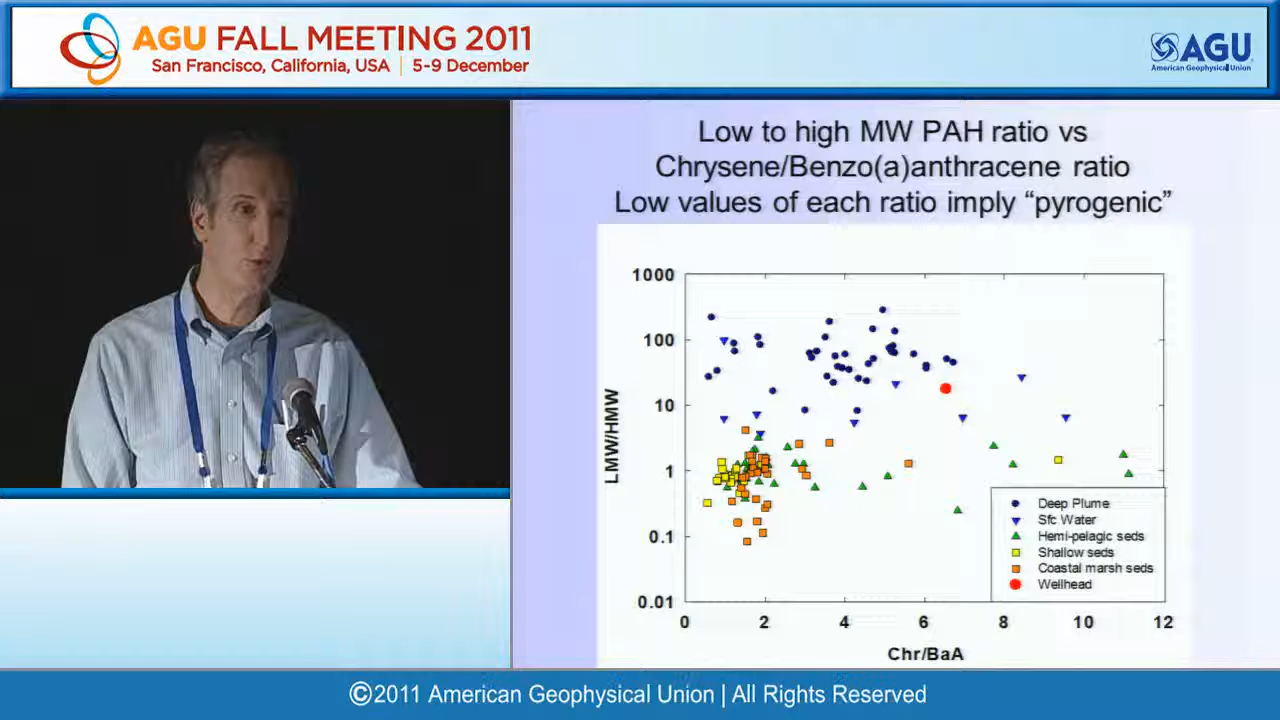 AGU FALL MEETING 2011
San Francisco, California, USA | 5-9 December
AGU
American Geophysical Union
Low to high MW PAH ratio vs
Chrysene/Benzo(a)anthracene ratio
Low values of each ratio imply “pyrogenic”
1000
100
10
1
0.1
0.01
LMW/HMW
0 2 4 6 8 10 12
Chr/BaA
Deep Plume
Sfc Water
Hemi-pelagic seds
Shallow seds
Coastal marsh seds
Wellhead
©2011 American Geophysical Union | All Rights Reserved